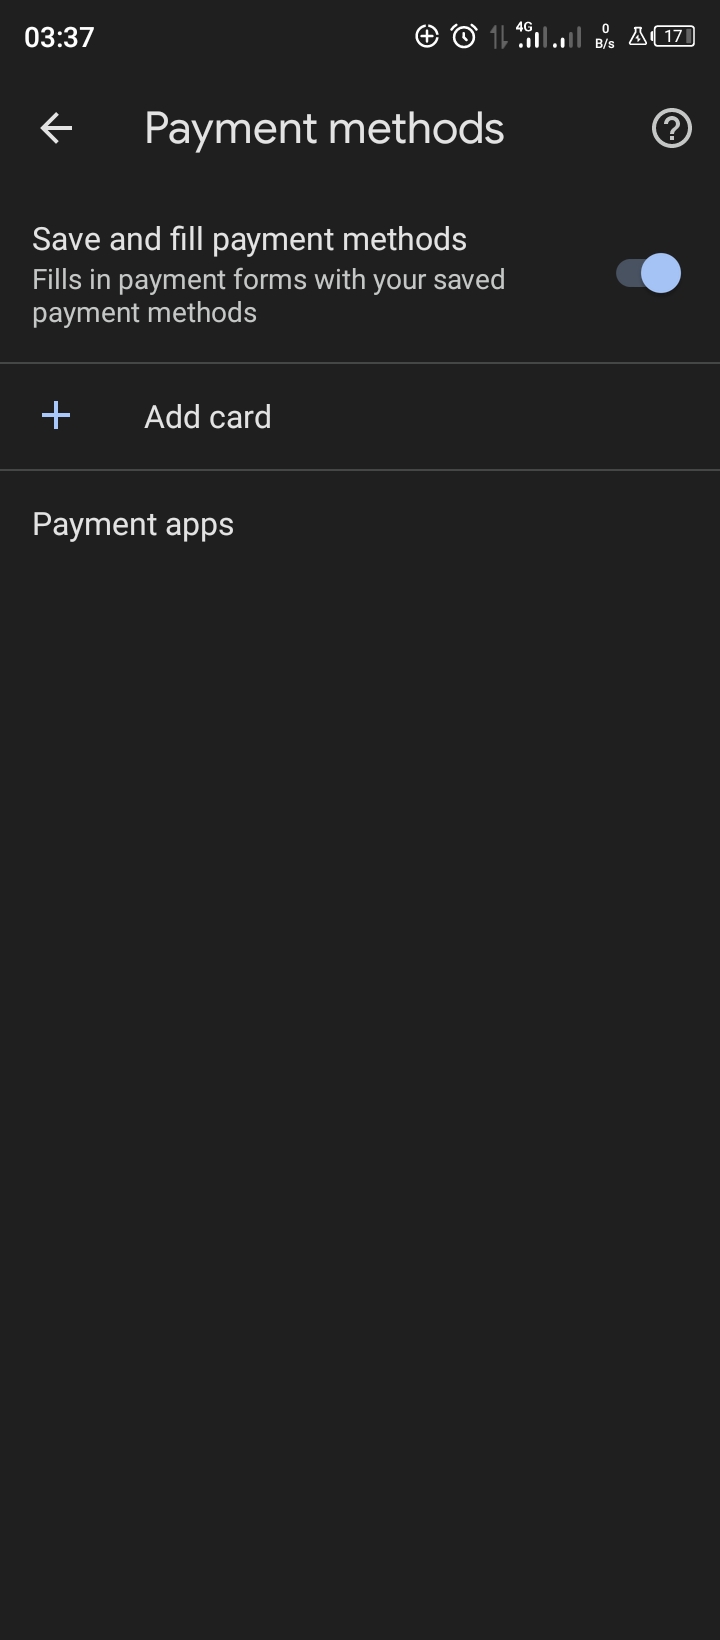 03:37
4G
0
B/s
17
Payment methods
Save and fill payment methods
Fills in payment forms with your saved
payment methods
Add card
Payment apps